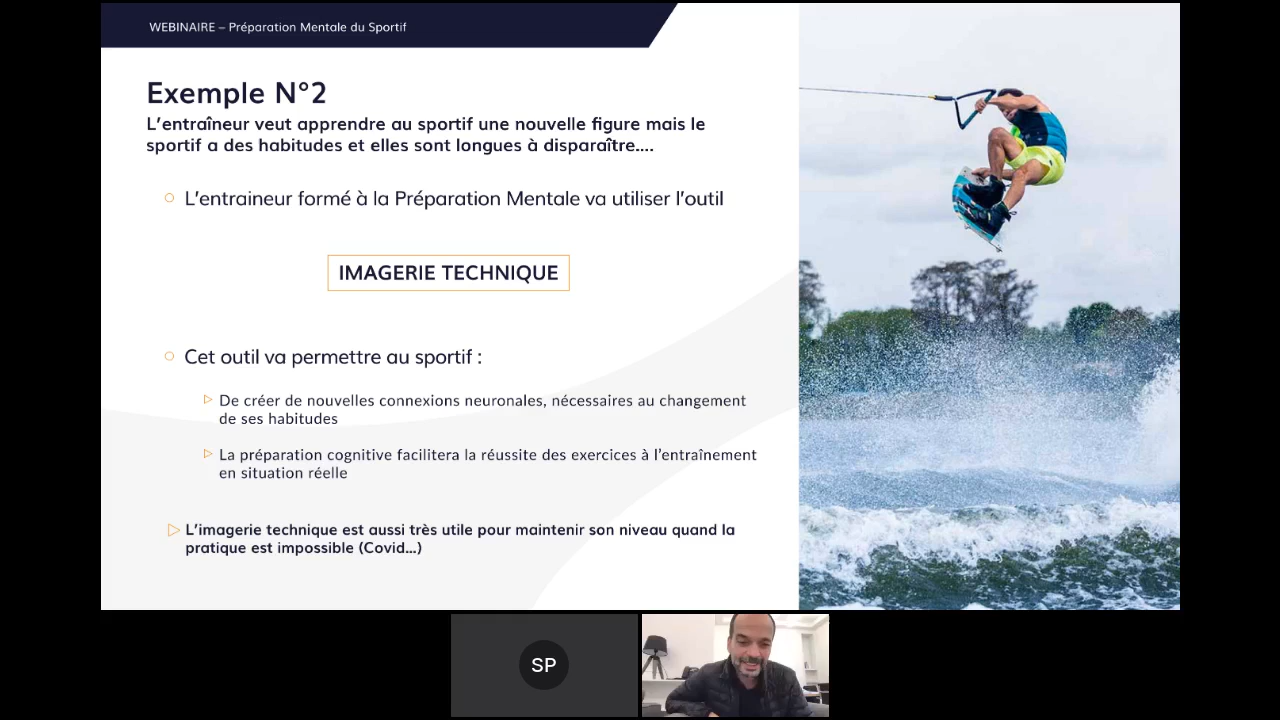 WEBINAIRE – Préparation Mentale du Sportif
Exemple N°2
L'entraîneur veut apprendre au sportif une nouvelle figure mais le
sportif a des habitudes et elles sont longues à disparaître....
L'entraineur formé à la Préparation Mentale va utiliser l'outil
IMAGERIE TECHNIQUE
Cet outil va permettre au sportif :
De créer de nouvelles connexions neuronales, nécessaires au changement
de ses habitudes
La préparation cognitive facilitera la réussite des exercices à l'entraînement
en situation réelle
L'imagerie technique est aussi très utile pour maintenir son niveau quand la
pratique est impossible (Covid...)
SP